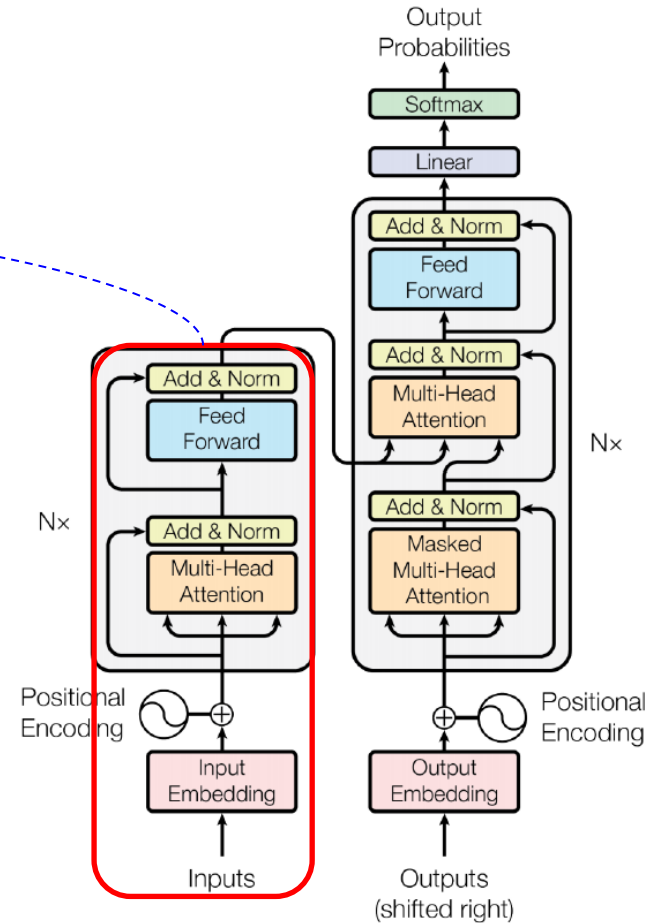 Output
Probabilities
Softmax
Linear
Add & Norm
Feed
Forward
Add & Norm
Multi-Head
Attention
Add & Norm
Masked
Multi-Head
Attention
N×
Positional
Encoding
Output
Embedding
Outputs
(shifted right)
Add & Norm
Feed
Forward
Add & Norm
Multi-Head
Attention
N×
Positional
Encoding
Input
Embedding
Inputs